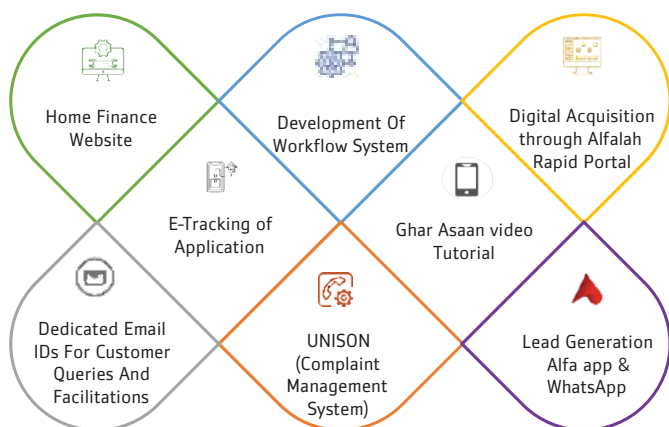 Home Finance
Website
Development Of
Workflow System
Digital Acquisition
through Alfalah
Rapid Portal
E-Tracking of
Application
Ghar Asaan video
Tutorial
Dedicated Email
IDs For Customer
Queries And
Facilitations
UNISON
(Complaint
Management
System)
Lead Generation
Alfa app &
WhatsApp